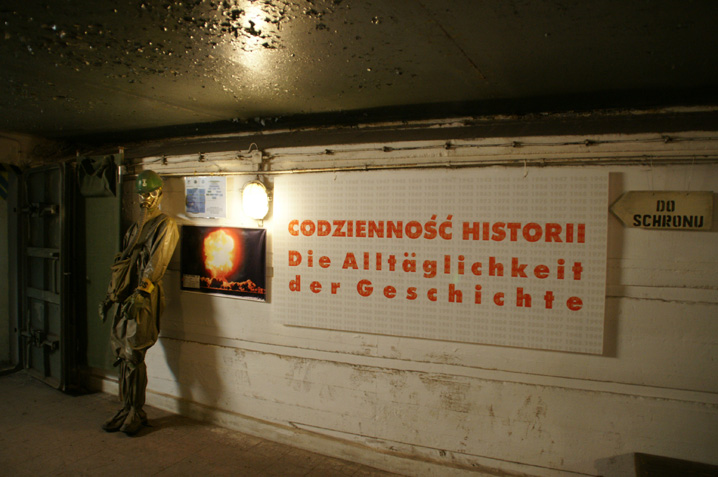 CODZIENNOŚĆ HISTORII
Die Alltäglichkeit
der Geschichte
DO
SCHRONU